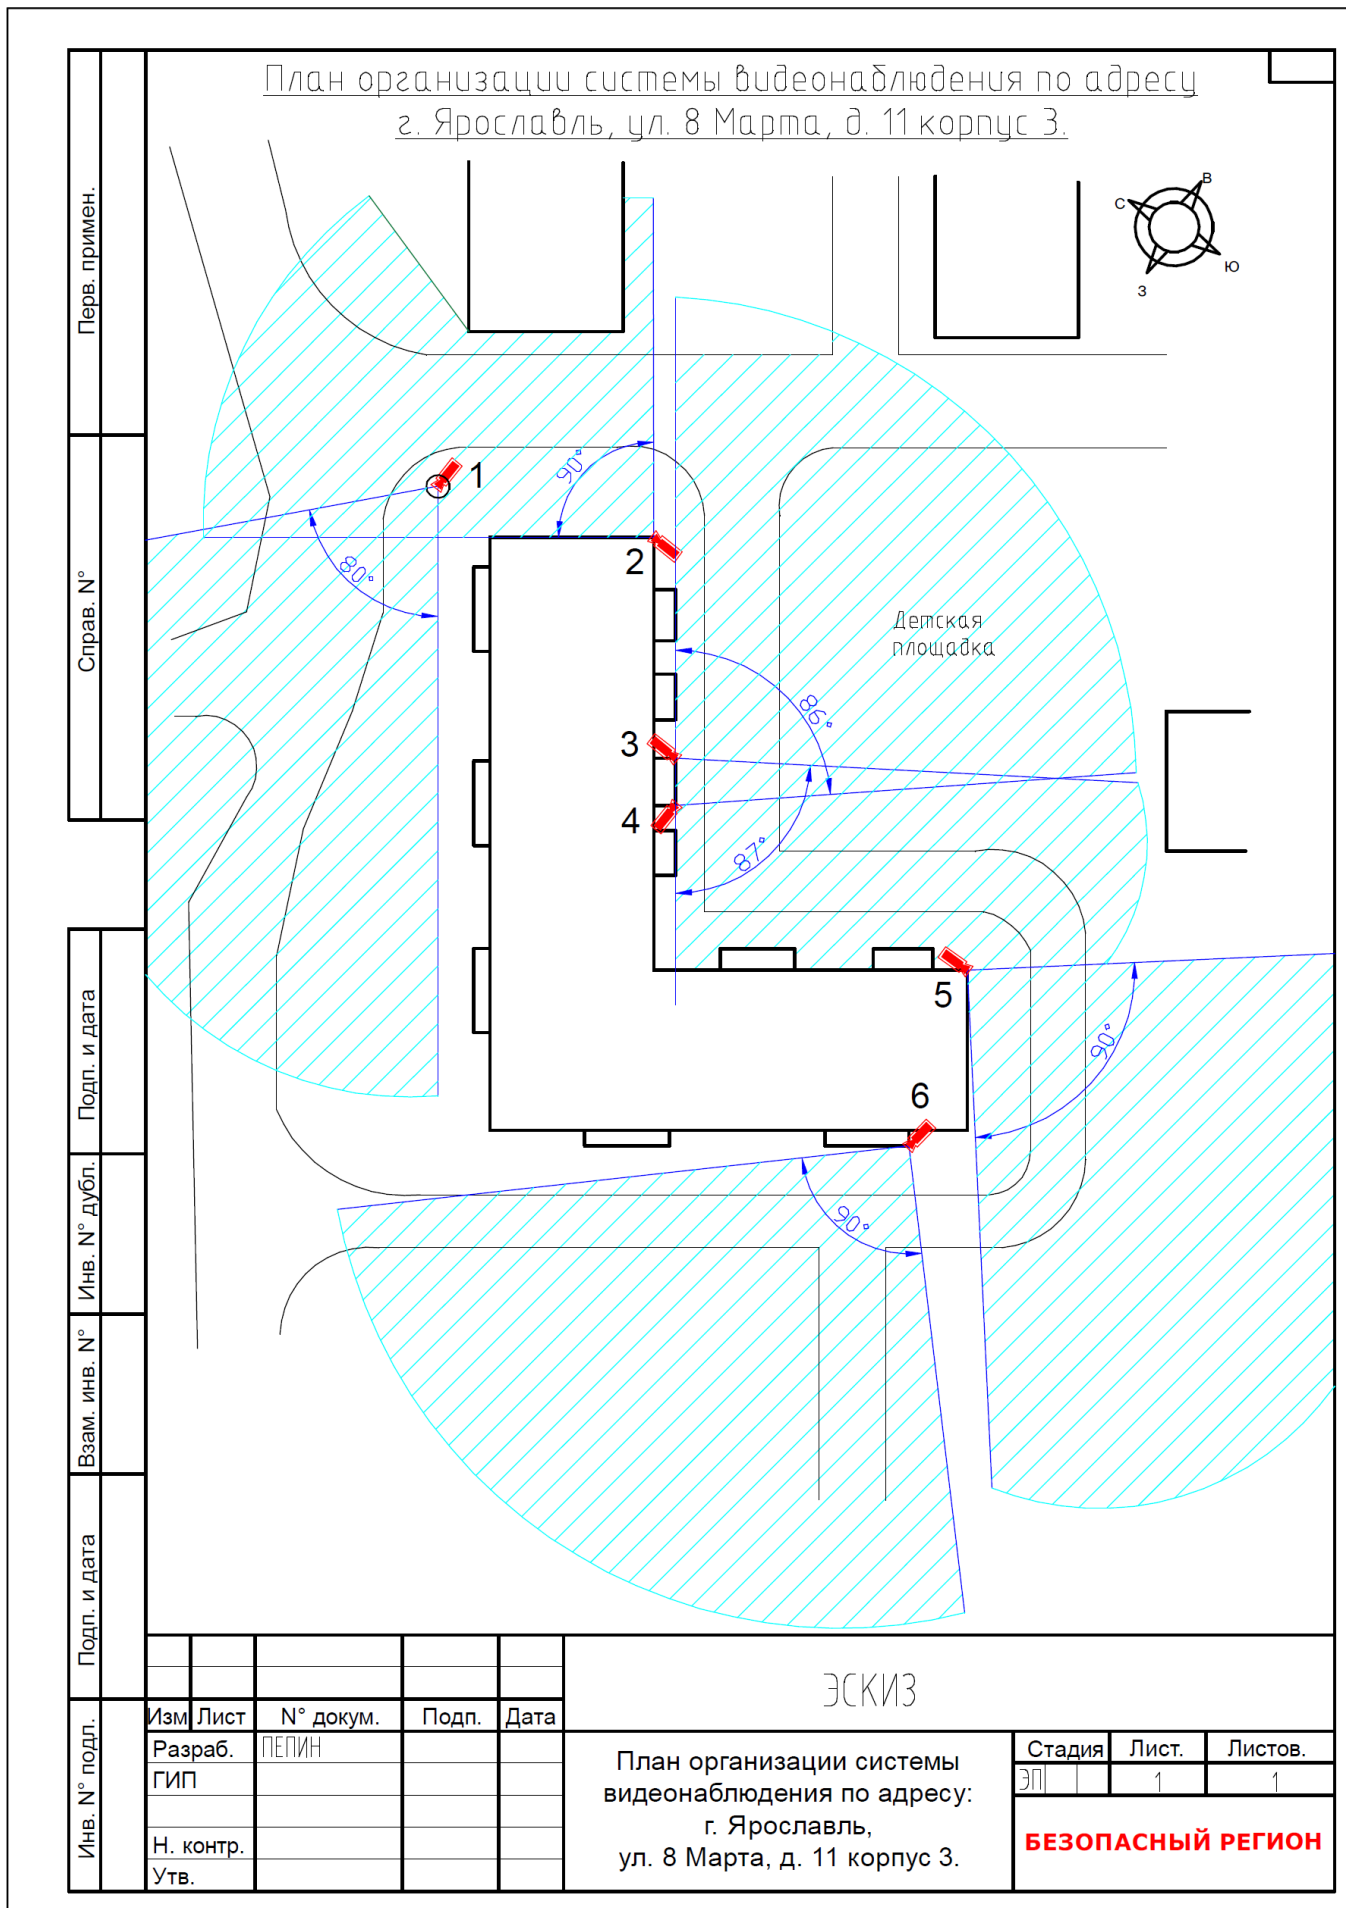 План организации системы видеонаблюдения по адресу
г. Ярославль, ул. 8 Марта, д. 11 корпус 3.
В
С
Ю
З
1
90°
80°
2
Детская
площадка
86°
3
4
87°
5
90°
6
90°
Перв. примен.
Справ. N°
Подп. и дата
Инв. N° дубл.
Взам. инв. N°
Подп. и дата
Инв. N° подл.
ЭСКИЗ
Изм Лист N° докум. Подп. Дата
Разраб. ПЕПИН
ГИП
Н. контр.
Утв.
План организации системы
видеонаблюдения по адресу:
г. Ярославль,
ул. 8 Марта, д. 11 корпус 3.
Стадия Лист. Листов.
ЭП 1 1
БЕЗОПАСНЫЙ РЕГИОН